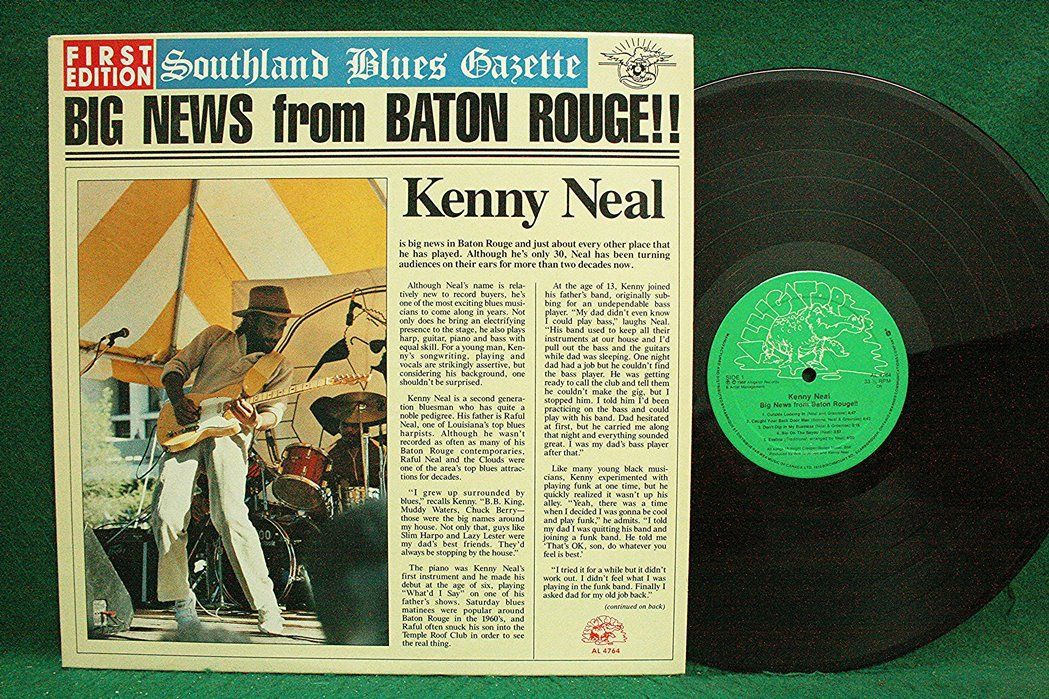 FIRST
EDITION
Southland Blues Gazette
BIG NEWS from BATON ROUGE!!
Kenny Neal
is big news in Baton Rouge and just about every other place that
he has played. Although he's only 30, Neal has been turning
audiences on their ears for more than two decades now.
Although Neal's name is rela-
tively new to record buyers, he's
one of the most exciting blues musi-
cians to come along in years. Not
only does he bring an electrifying
presence to the stage, he also plays
harp, guitar, piano and bass with
equal skill. For a young man, Ken-
ny's songwriting, playing and
vocals are strikingly assertive, but
considering his background, one
shouldn't be surprised.
Kenny Neal is a second genera-
tion bluesman who has quite a
noble pedigree. His father is Raful
Neal, one of Louisiana's top blues
harpists. Although he wasn't
recorded as often as many of his
Baton Rouge contemporaries,
Raful Neal and the Clouds were
one of the area's top blues attrac-
tions for decades.
"I grew up surrounded by
blues," recalls Kenny. "B.B. King,
Muddy Waters, Chuck Berry—
those were the big names around
my house. Not only that, guys like
Slim Harpo and Lazy Lester were
my dad's best friends. They'd
always be stopping by the house."
The piano was Kenny Neal's
first instrument and he made his
debut at the age of six, playing
"What'd I Say" on one of his
father's shows. Saturday blues
matinees were popular around
Baton Rouge in the 1960's, and
Raful often snuck his son into the
Temple Roof Club in order to see
the real thing.
At the age of 13, Kenny joined
his father's band, originally sub-
bing for an undependable bass
player. "My dad didn't even know
I could play bass," laughs Neal.
"His band used to keep all their
instruments at our house and I'd
pull out the bass and the guitars
while dad was sleeping. One night
dad had a job but he couldn't find
the bass player. He was getting
ready to call the club and tell them
he couldn't make the gig, but I
stopped him. I told him I'd been
practicing on the bass and could
play with his band. Dad hesitated
at first, but he carried me along
that night and everything sounded
great. I was my dad's bass player
after that."
Like many young black musi-
cians, Kenny experimented with
playing funk at one time, but he
quickly realized it wasn't up his
alley. "Yeah, there was a time
when I decided I was gonna be cool
and play funk," he admits. "I told
my dad I was quitting his band and
joining a funk band. He told me
'That's OK, son, do whatever you
feel is best.'
"I tried it for a while but it didn't
work out. I didn't feel what I was
playing in the funk band. Finally I
asked dad for my old job back."
(continued on back)
AL 4764
ALLIGATOR
SIDE 1
AL 4764
33 ⅓ RPM
Kenny Neal
Big News from Baton Rouge!!